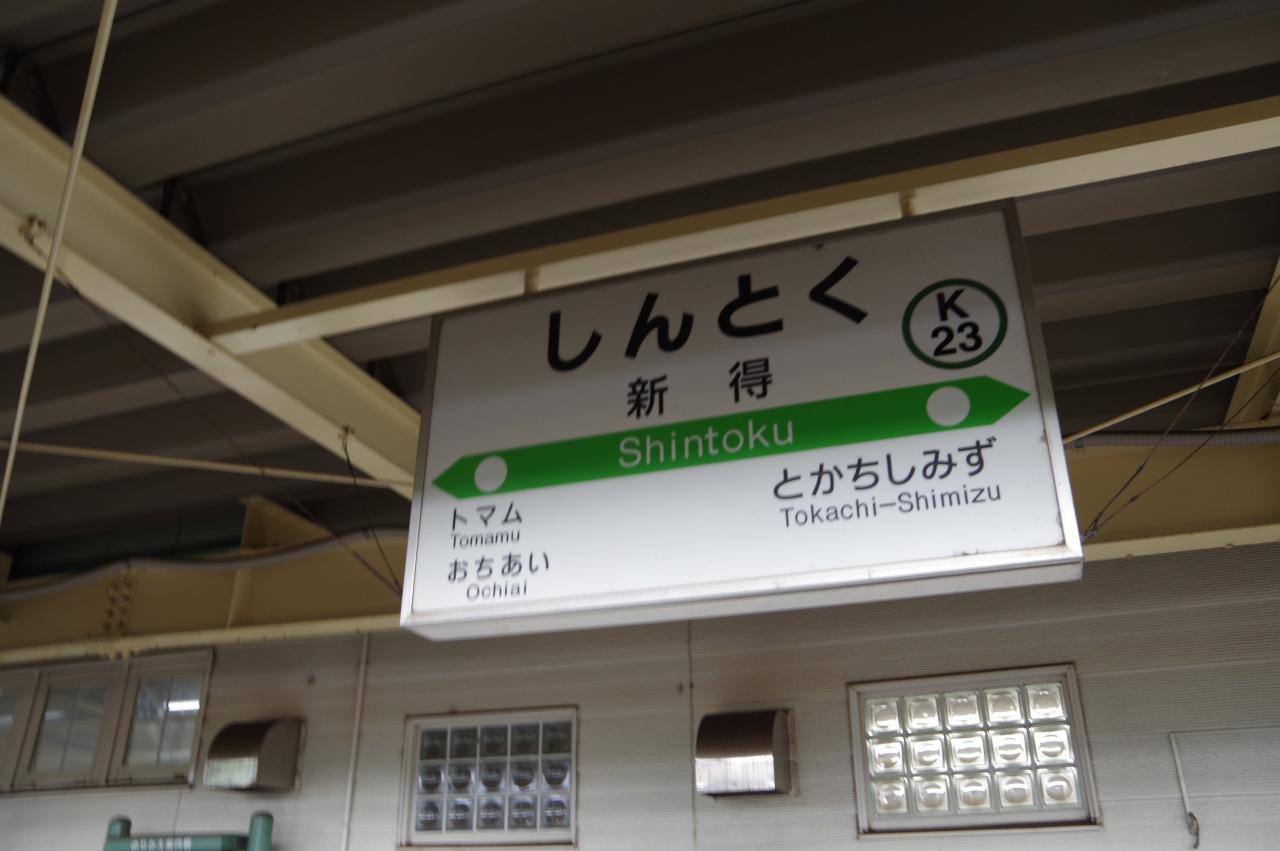 しんとく
K
23
新得
Shintoku
トマム
Tomamu
おちあい
Ochiai
とかちしみず
Tokachi-Shimizu